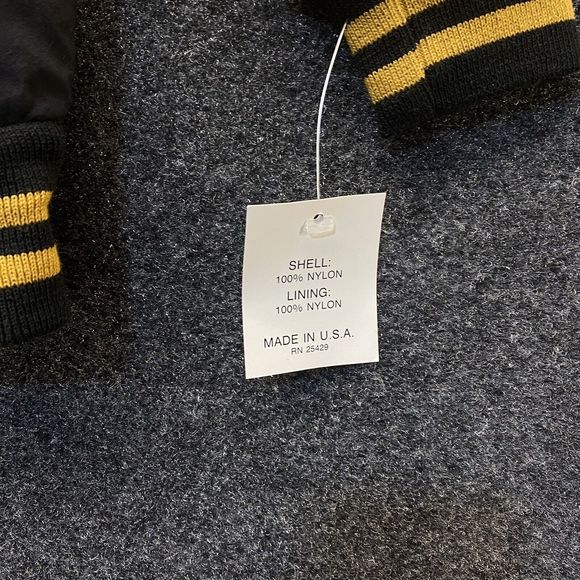 SHELL:
100% NYLON
LINING:
100% NYLON
MADE IN U.S.A.
RN 25429